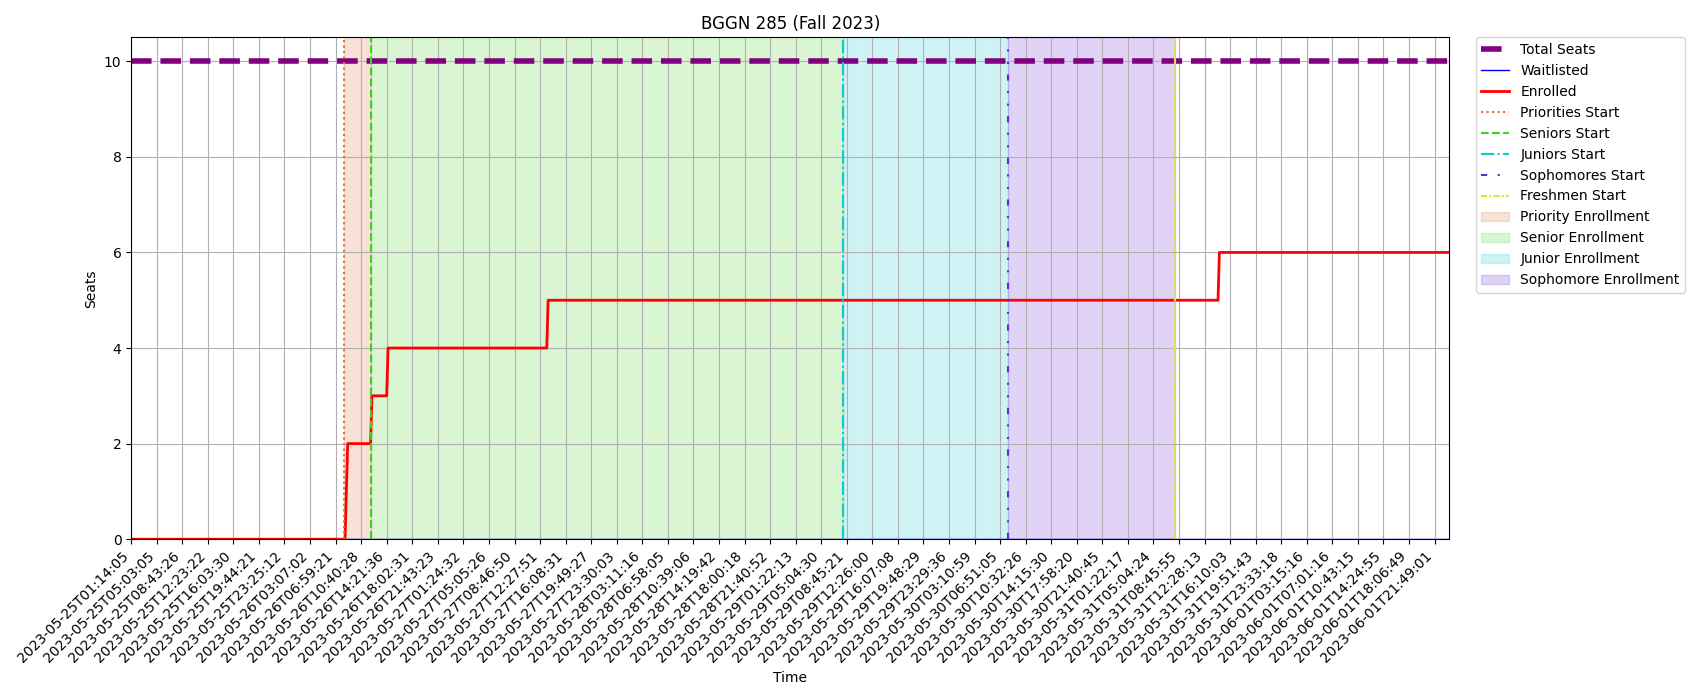 BGGN 285 (Fall 2023)
10
8
6
4
2
0
Seats
2023-05-25T01:14:05
2023-05-25T05:03:05
2023-05-25T08:43:26
2023-05-25T12:23:22
2023-05-25T16:03:30
2023-05-25T19:44:21
2023-05-25T23:25:12
2023-05-26T03:07:02
2023-05-26T06:59:21
2023-05-26T10:40:28
2023-05-26T14:21:36
2023-05-26T18:02:31
2023-05-26T21:43:23
2023-05-27T01:24:32
2023-05-27T05:05:26
2023-05-27T08:46:50
2023-05-27T12:27:51
2023-05-27T16:08:31
2023-05-27T19:49:27
2023-05-27T23:30:03
2023-05-28T03:11:16
2023-05-28T06:58:05
2023-05-28T10:39:06
2023-05-28T14:19:42
2023-05-28T18:00:18
2023-05-28T21:40:52
2023-05-29T01:22:13
2023-05-29T05:04:30
2023-05-29T08:45:21
2023-05-29T12:26:00
2023-05-29T16:07:08
2023-05-29T19:48:29
2023-05-29T23:29:36
2023-05-30T03:10:59
2023-05-30T06:51:05
2023-05-30T10:32:26
2023-05-30T14:15:30
2023-05-30T17:58:20
2023-05-30T21:40:45
2023-05-31T01:22:17
2023-05-31T05:04:24
2023-05-31T08:45:55
2023-05-31T12:28:13
2023-05-31T16:10:03
2023-05-31T19:51:43
2023-05-31T23:33:18
2023-06-01T03:15:16
2023-06-01T07:01:16
2023-06-01T10:43:15
2023-06-01T14:24:55
2023-06-01T18:06:49
2023-06-01T21:49:01
Time
Total Seats
Waitlisted
Enrolled
Priorities Start
Seniors Start
Juniors Start
Sophomores Start
Freshmen Start
Priority Enrollment
Senior Enrollment
Junior Enrollment
Sophomore Enrollment